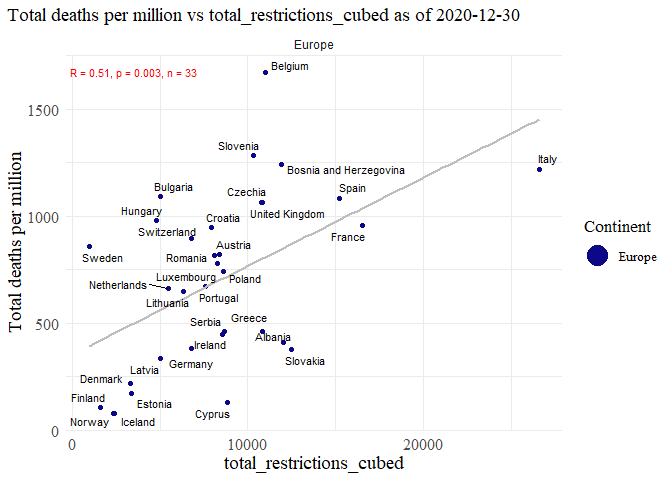 Total deaths per million vs total_restrictions_cubed as of 2020-12-30
Europe
R = 0.51, p = 0.003, n = 33
Belgium
1500
Slovenia
Bosnia and Herzegovina
Italy
Bulgaria
Czechia
Spain
Hungary
United Kingdom
1000
Croatia
Switzerland
France
Austria
Sweden
Romania
Luxembourg
Poland
Netherlands
Lithuania
Portugal
500
Serbia
Greece
Ireland
Albania
Latvia
Germany
Slovakia
Denmark
Finland
Estonia
Cyprus
Norway
Iceland
0
0
10000
20000
total_restrictions_cubed
Total deaths per million
Continent
Europe